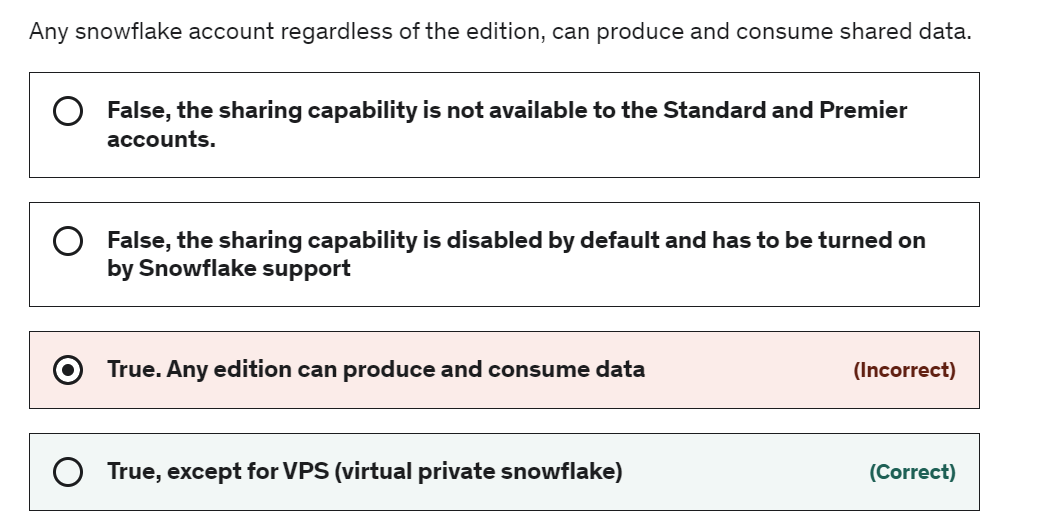 Any snowflake account regardless of the edition, can produce and consume shared data.
False, the sharing capability is not available to the Standard and Premier
accounts.
False, the sharing capability is disabled by default and has to be turned on
by Snowflake support
True. Any edition can produce and consume data (Incorrect)
True, except for VPS (virtual private snowflake) (Correct)